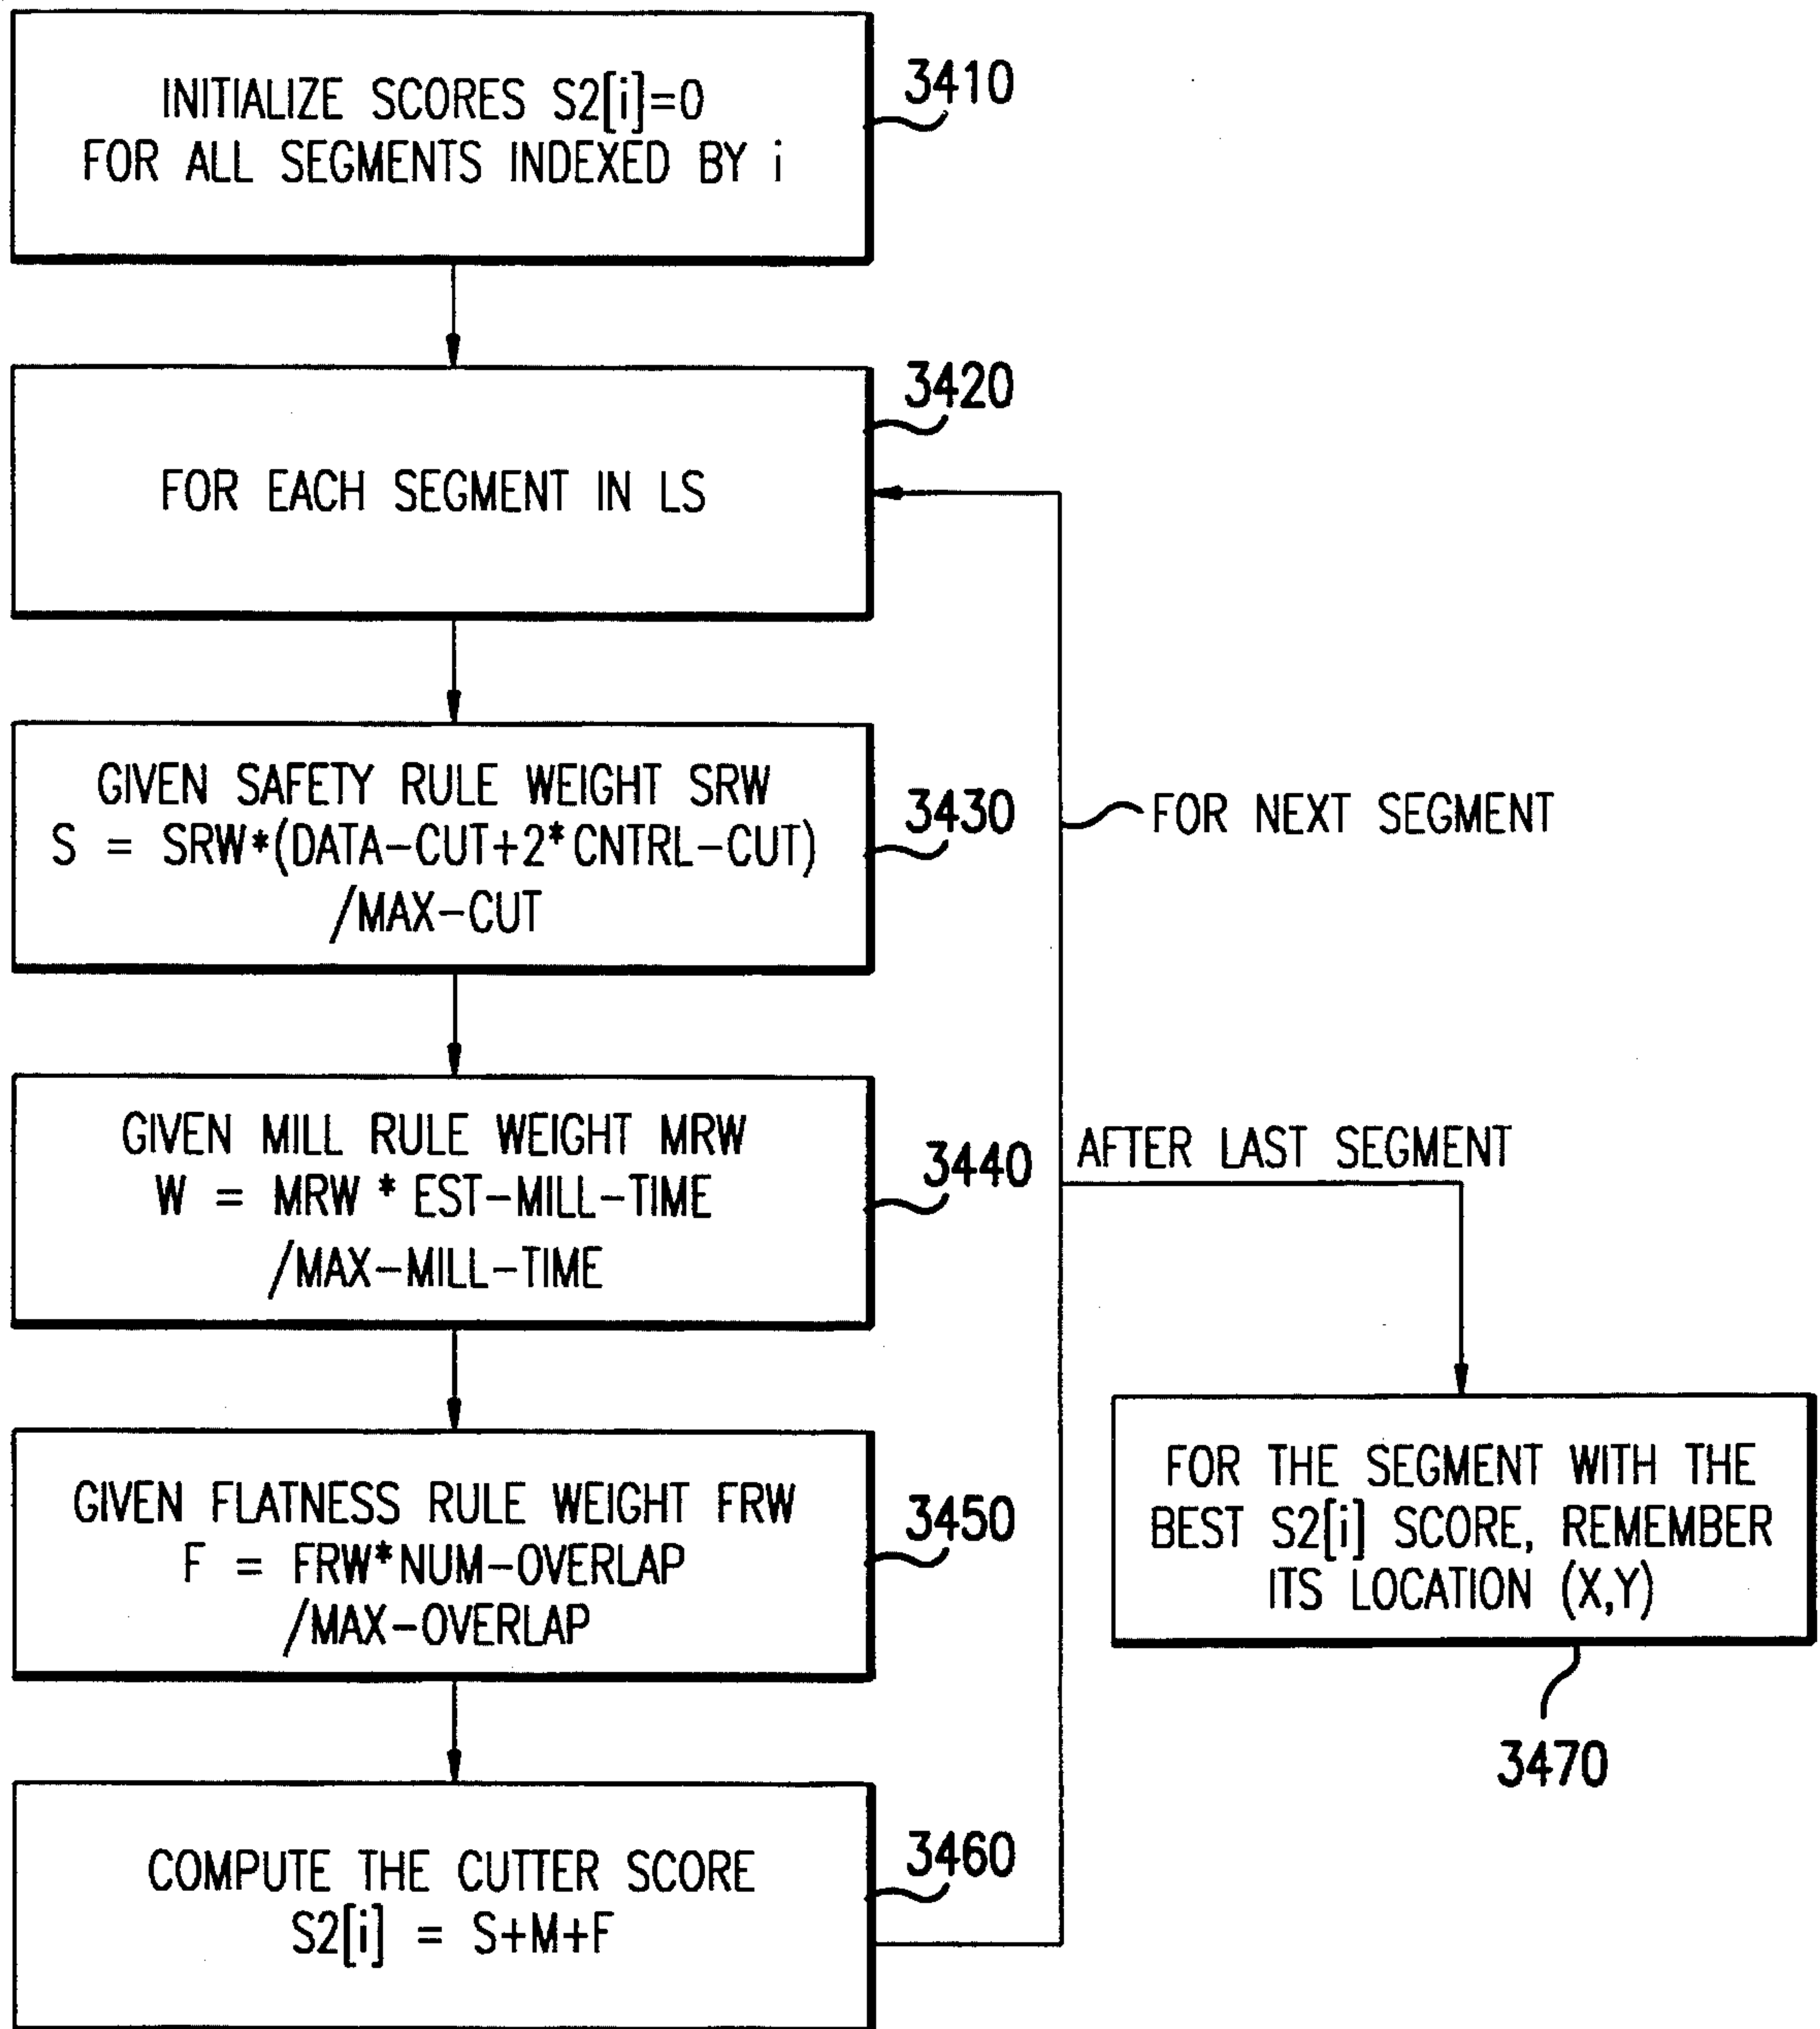 INITIALIZE SCORES S2[i]=0
FOR ALL SEGMENTS INDEXED BY i
3410
FOR EACH SEGMENT IN LS
3420
GIVEN SAFETY RULE WEIGHT SRW
S = SRW*(DATA-CUT+2*CNTRL-CUT)
/MAX-CUT
3430
FOR NEXT SEGMENT
GIVEN MILL RULE WEIGHT MRW
W = MRW * EST-MILL-TIME
/MAX-MILL-TIME
3440
AFTER LAST SEGMENT
GIVEN FLATNESS RULE WEIGHT FRW
F = FRW*NUM-OVERLAP
/MAX-OVERLAP
3450
FOR THE SEGMENT WITH THE
BEST S2[i] SCORE, REMEMBER
ITS LOCATION (X,Y)
3470
COMPUTE THE CUTTER SCORE
S2[i] = S+M+F
3460